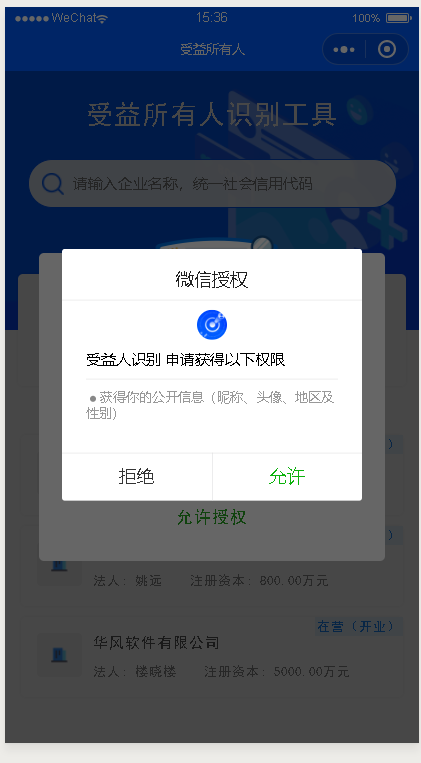 ●●●●● WeChat 15:36 100%
受益所有人
受益所有人识别工具
请输入企业名称，统一社会信用代码
微信授权
受益人识别 申请获得以下权限
● 获得你的公开信息（昵称、头像、地区及
性别）
拒绝 允许
允许授权
法人：姚远 注册资本：800.00万元
在营（开业）
华风软件有限公司
法人：楼晓楼 注册资本：5000.00万元